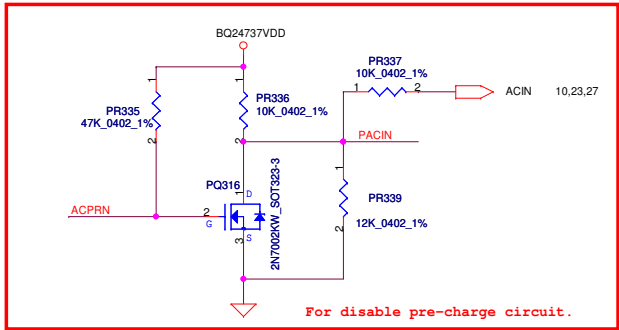 BQ24737VDD
PR337
10K_0402_1%
1
2
ACIN
10,23,27
1
PR335
47K_0402_1%
2
1
PR336
10K_0402_1%
2
PACIN
PQ316
1
D
2N7002KW_SOT323-3
ACPRN
2
G
3
S
1
PR339
12K_0402_1%
2
For disable pre-charge circuit.